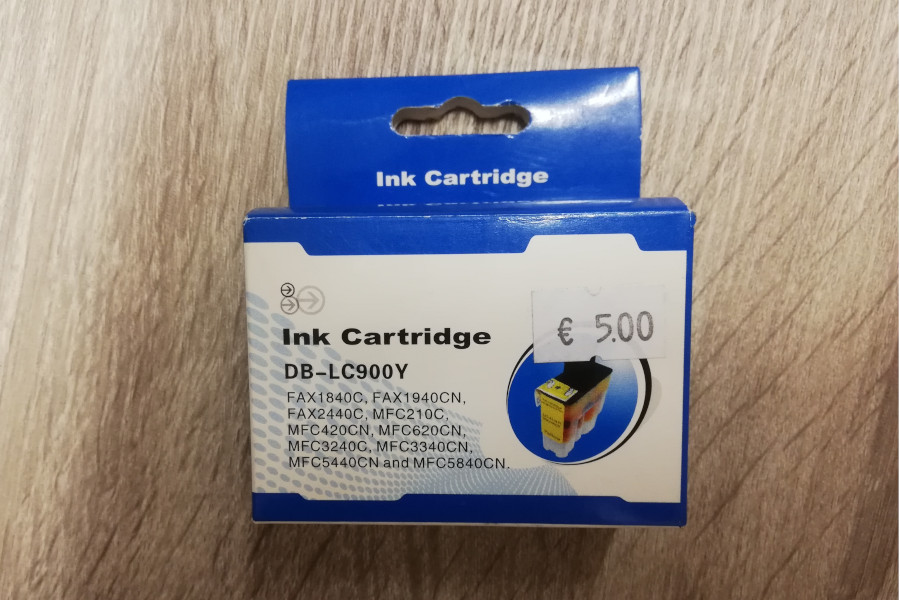 Ink Cartridge
€ 5.00
Ink Cartridge
DB-LC900Y
FAX1840C, FAX1940CN,
FAX2440C, MFC210C,
MFC420CN, MFC620CN,
MFC3240C, MFC3340CN,
MFC5440CN and MFC5840CN.